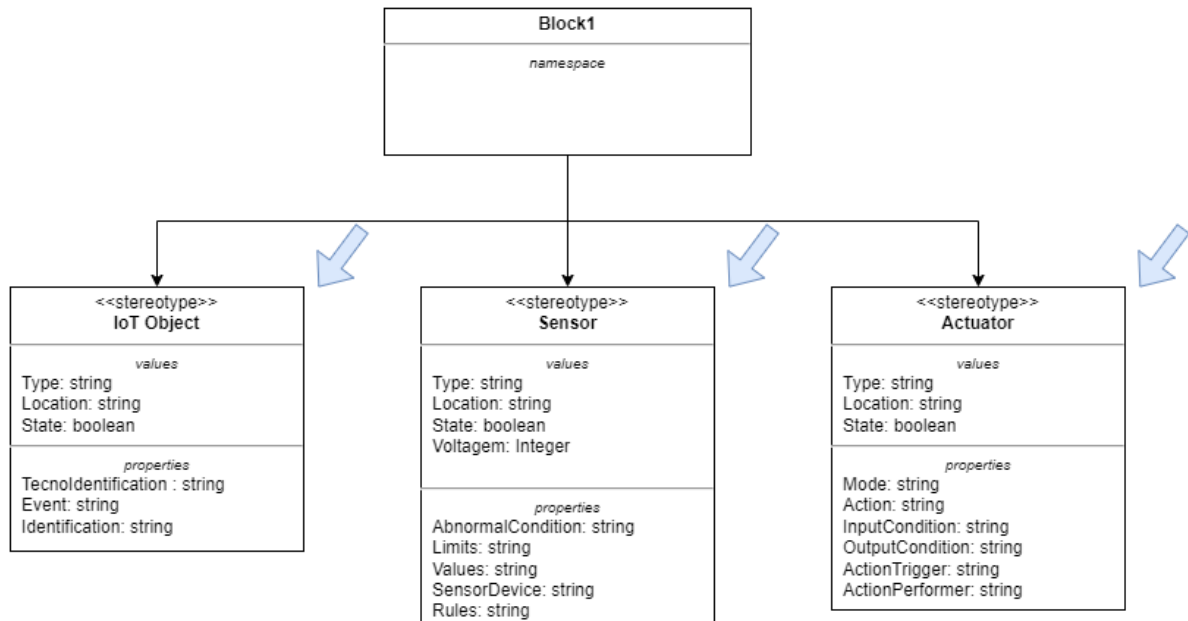 Block1
namespace
<<stereotype>>
IoT Object
values
Type: string
Location: string
State: boolean
properties
TecnoIdentification : string
Event: string
Identification: string
<<stereotype>>
Sensor
values
Type: string
Location: string
State: boolean
Voltagem: Integer
properties
AbnormalCondition: string
Limits: string
Values: string
SensorDevice: string
Rules: string
<<stereotype>>
Actuator
values
Type: string
Location: string
State: boolean
properties
Mode: string
Action: string
InputCondition: string
OutputCondition: string
ActionTrigger: string
ActionPerformer: string